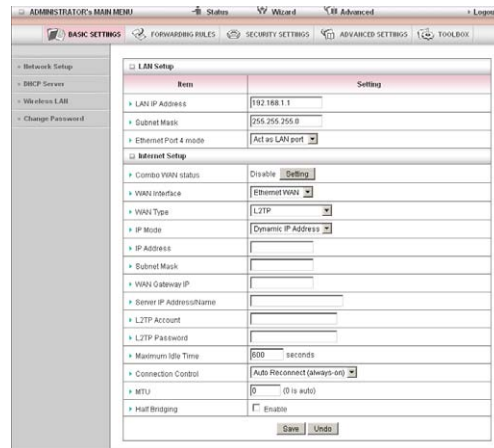 ADMINISTRATOR's MAIN MENU Status Wizard Advanced Logout
BASIC SETTINGS FORWARDING RULES SECURITY SETTINGS ADVANCED SETTINGS TOOLBOX
Network Setup
DHCP Server
Wireless LAN
Change Password
LAN Setup
Item Setting
LAN IP Address 192.168.1.1
Subnet Mask 255.255.255.0
Ethernet Port 4 mode Act as LAN port
Internet Setup
Combo WAN status Disable Setting
WAN Interface Ethernet WAN
WAN Type L2TP
IP Mode Dynamic IP Address
IP Address
Subnet Mask
WAN Gateway IP
Server IP Address/Name
L2TP Account
L2TP Password
Maximum Idle Time 600 seconds
Connection Control Auto Reconnect (always-on)
MTU 0 (0 is auto)
Half Bridging Enable
Save Undo